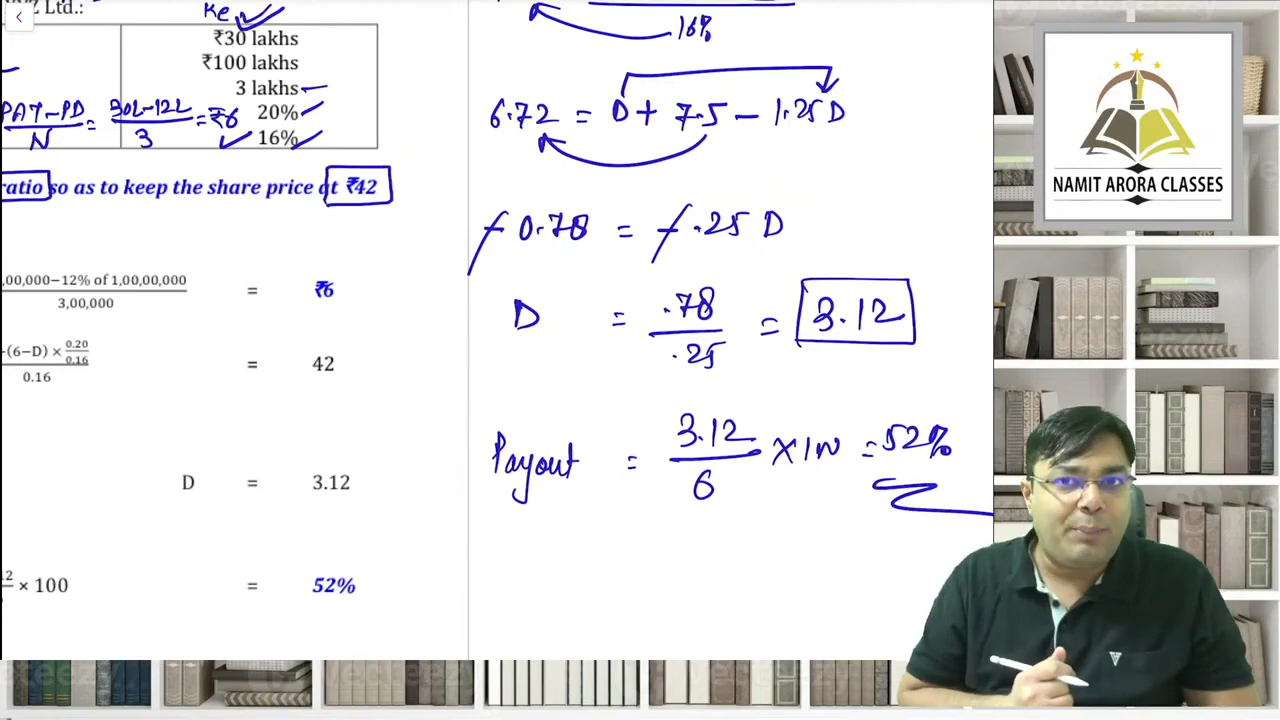 Z Ltd.:
Ke
₹30 lakhs
₹100 lakhs
3 lakhs
20%
16%
PAT-PD / N = 30L-12L / 3 = ₹6
ratio so as to keep the share price at ₹42
,00,000−12% of 1,00,00,000 / 3,00,000 = ₹6
(6−D) × 0.20/0.16 / 0.16 = 42
D = 3.12
× 100 = 52%
16%
6.72 = D + 7.5 - 1.25D
-0.78 = -.25 D
D = .78 / .25 = 3.12
Payout = 3.12 / 6 × 100 = 52%
NAMIT ARORA CLASSES